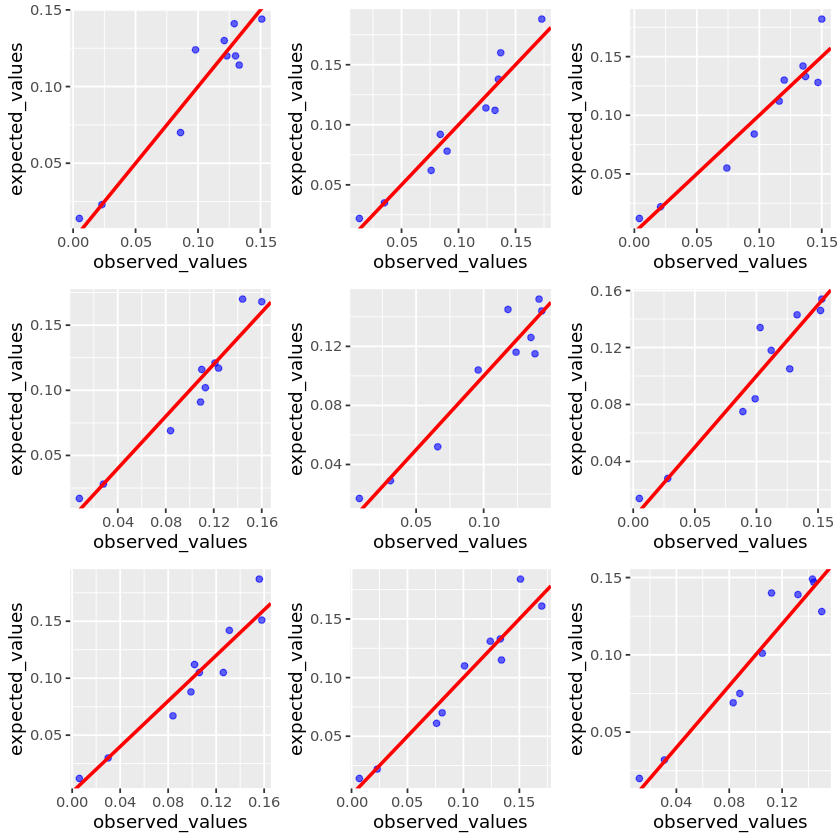 0.15
0.10
0.05
expected_values
0.00 0.05 0.10 0.15
observed_values
0.15
0.10
0.05
expected_values
0.05 0.10 0.15
observed_values
0.15
0.10
0.05
expected_values
0.00 0.05 0.10 0.15
observed_values
0.15
0.10
0.05
expected_values
0.04 0.08 0.12 0.16
observed_values
0.12
0.08
0.04
expected_values
0.05 0.10
observed_values
0.16
0.12
0.08
0.04
expected_values
0.00 0.05 0.10 0.15
observed_values
0.15
0.10
0.05
expected_values
0.00 0.04 0.08 0.12 0.16
observed_values
0.15
0.10
0.05
expected_values
0.00 0.05 0.10 0.15
observed_values
0.15
0.10
0.05
expected_values
0.04 0.08 0.12
observed_values